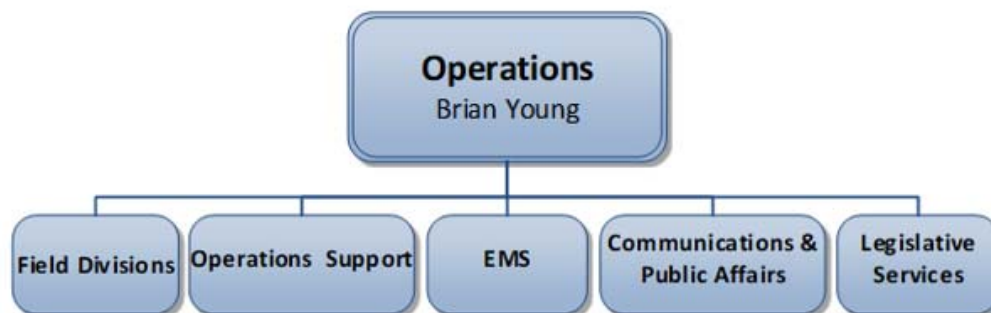 Operations
Brian Young
Field Divisions
Operations Support
EMS
Communications &
Public Affairs
Legislative
Services